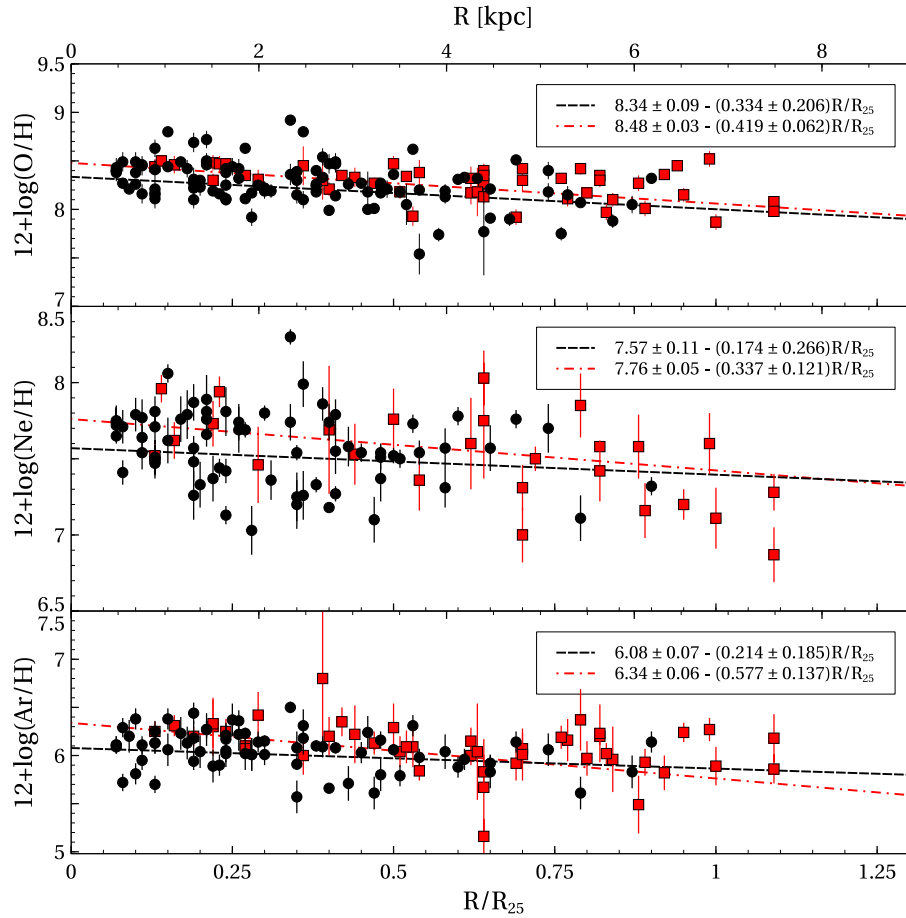 R [kpc]
0 2 4 6 8
9.5
9
8
7
12+log(O/H)
8.34 ± 0.09 - (0.334 ± 0.206)R/R25
8.48 ± 0.03 - (0.419 ± 0.062)R/R25
8.5
8
7
6.5
12+log(Ne/H)
7.57 ± 0.11 - (0.174 ± 0.266)R/R25
7.76 ± 0.05 - (0.337 ± 0.121)R/R25
7.5
7
6
5
12+log(Ar/H)
6.08 ± 0.07 - (0.214 ± 0.185)R/R25
6.34 ± 0.06 - (0.577 ± 0.137)R/R25
0 0.25 0.5 0.75 1 1.25
R/R25